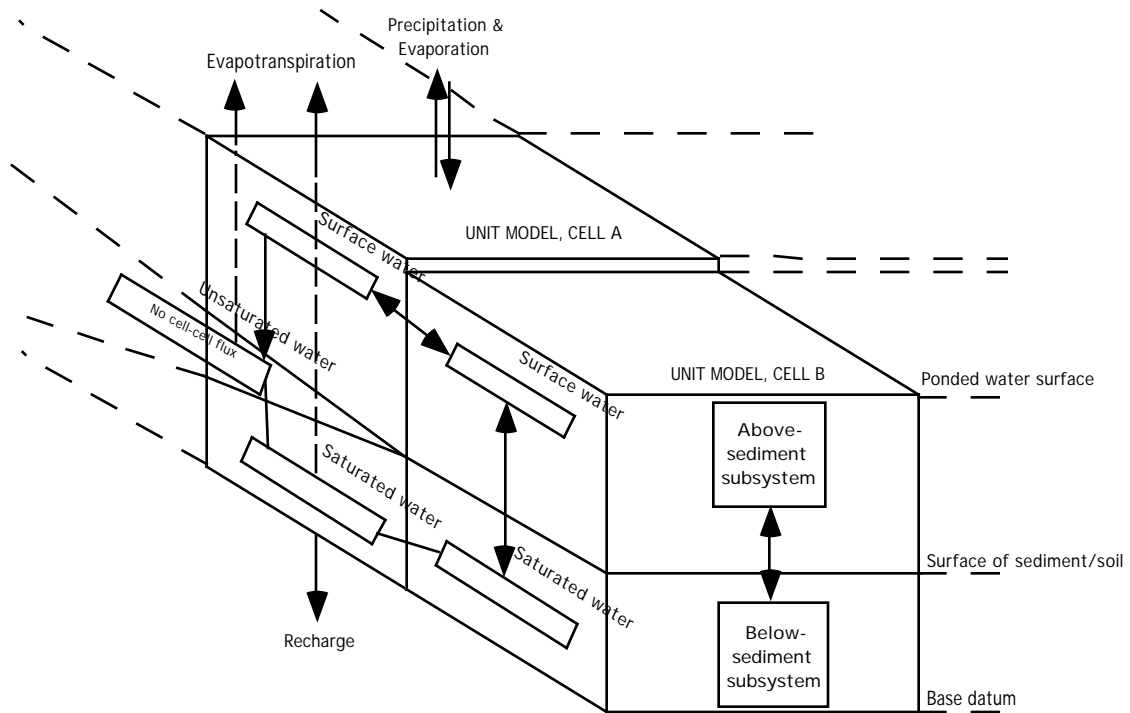 Precipitation &
Evaporation
Evapotranspiration
Surface water
UNIT MODEL, CELL A
Unsaturated water
No cell-cell flux
Surface water
UNIT MODEL, CELL B
Ponded water surface
Above-
sediment
subsystem
Saturated water
Surface of sediment/soil
Saturated water
Recharge
Below-
sediment
subsystem
Base datum